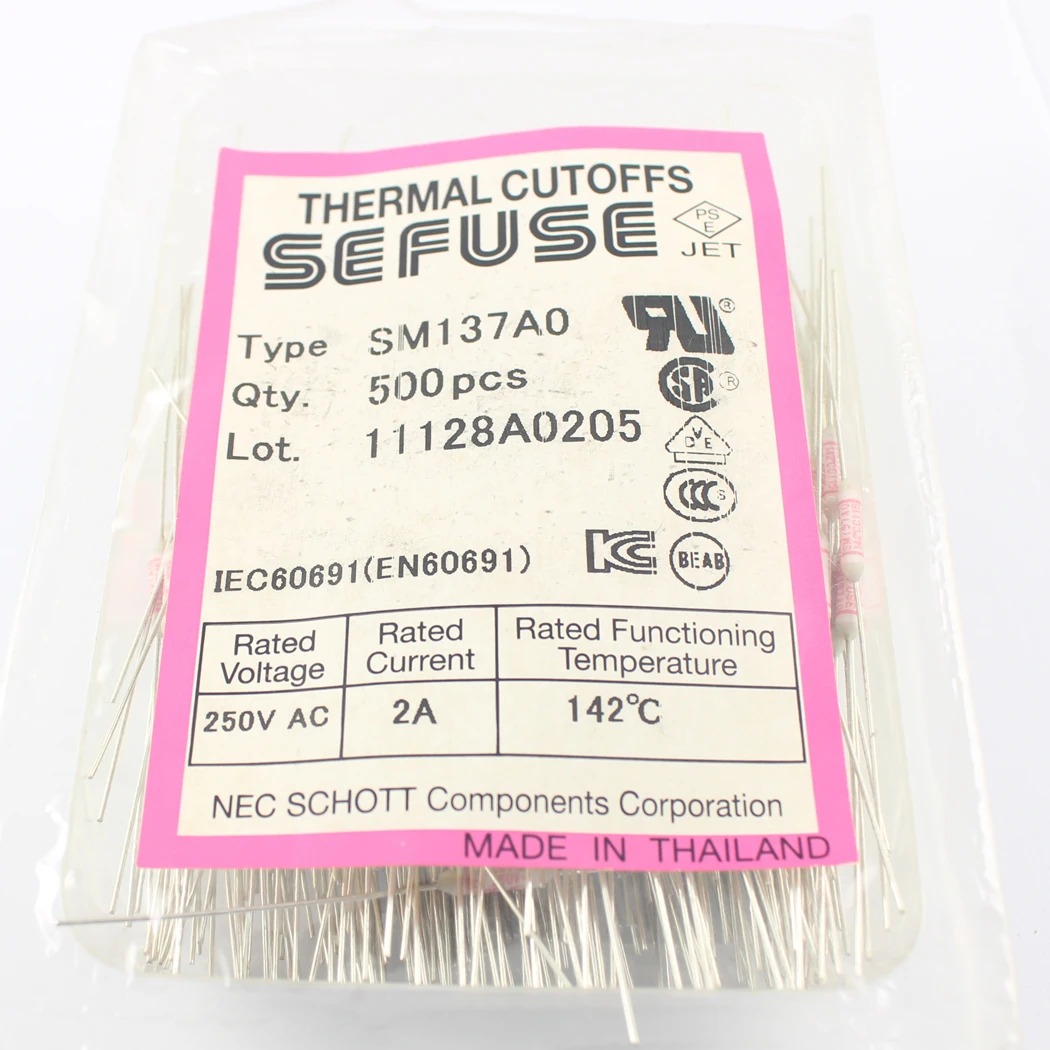 THERMAL CUTOFFS
SEFUSE
PS
E
JET
Type SM137A0
Qty. 500pcs
Lot. 11128A0205
IEC60691(EN60691)
BEAB
Rated Voltage
Rated Current
Rated Functioning Temperature
250V AC
2A
142℃
NEC SCHOTT Components Corporation
MADE IN THAILAND